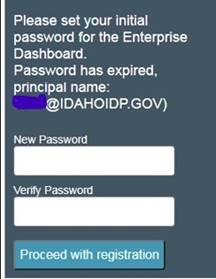 Please set your initial
password for the Enterprise
Dashboard.
Password has expired,
principal name:
@IDAHOIDP.GOV)
New Password
Verify Password
Proceed with registration